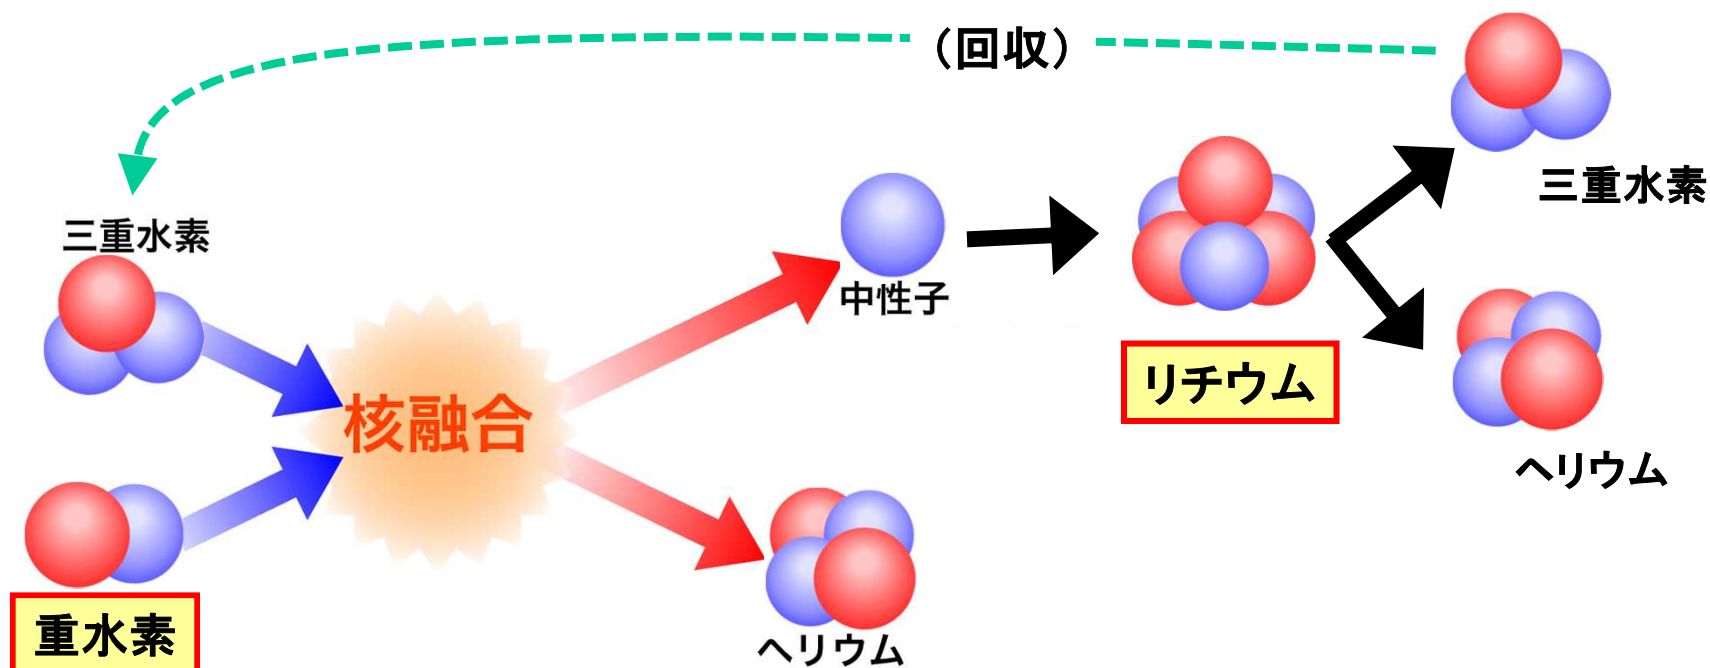 （回収）
三重水素
三重水素
中性子
リチウム
核融合
ヘリウム
重水素
ヘリウム